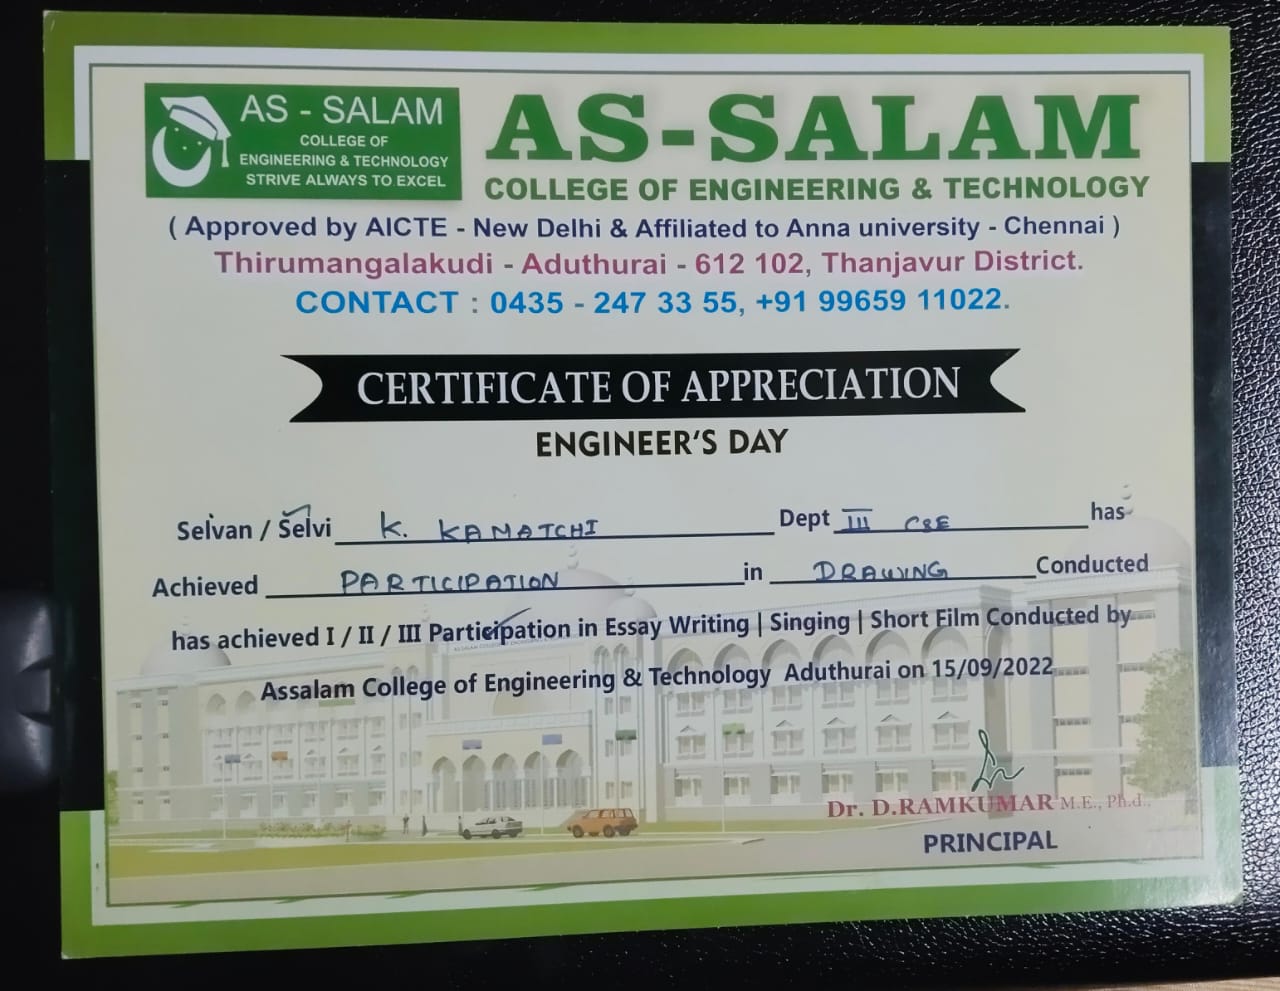 AS - SALAM
COLLEGE OF
ENGINEERING & TECHNOLOGY
STRIVE ALWAYS TO EXCEL
AS-SALAM
COLLEGE OF ENGINEERING & TECHNOLOGY
( Approved by AICTE - New Delhi & Affiliated to Anna university - Chennai )
Thirumangalakudi - Aduthurai - 612 102, Thanjavur District.
CONTACT : 0435 - 247 33 55, +91 99659 11022.
CERTIFICATE OF APPRECIATION
ENGINEER'S DAY
Selvan / Selvi K. KAMATCHI Dept III CSE has
Achieved PARTICIPATION in DRAWING Conducted
has achieved I / II / III Participation in Essay Writing | Singing | Short Film Conducted by
Assalam College of Engineering & Technology Aduthurai on 15/09/2022
Dr. D.RAMKUMAR M.E., Ph.d.,
PRINCIPAL